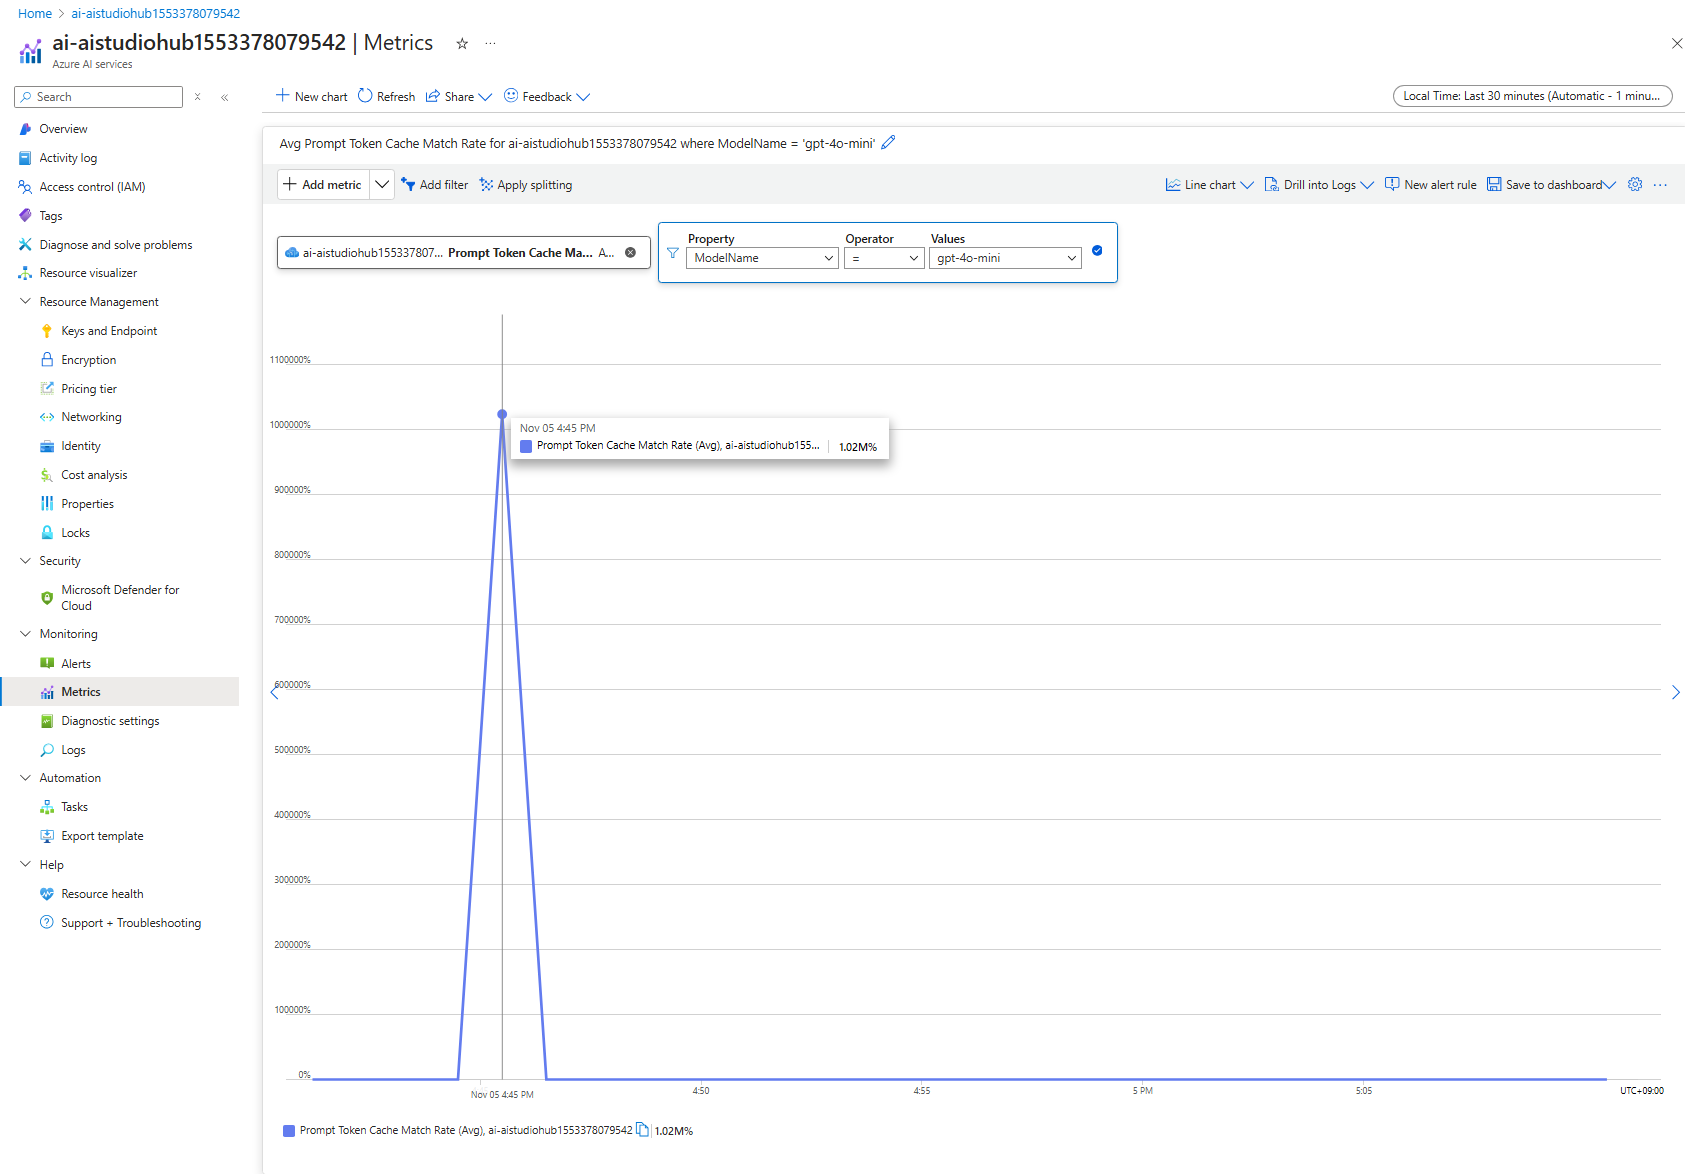 Home > ai-aistudiohub1553378079542
ai-aistudiohub1553378079542 | Metrics
Azure AI services
Search
New chart Refresh Share Feedback
Local Time: Last 30 minutes (Automatic - 1 minu...
Overview
Activity log
Access control (IAM)
Tags
Diagnose and solve problems
Resource visualizer
Resource Management
Keys and Endpoint
Encryption
Pricing tier
Networking
Identity
Cost analysis
Properties
Locks
Security
Microsoft Defender for
Cloud
Monitoring
Alerts
Metrics
Diagnostic settings
Logs
Automation
Tasks
Export template
Help
Resource health
Support + Troubleshooting
Avg Prompt Token Cache Match Rate for ai-aistudiohub1553378079542 where ModelName = 'gpt-4o-mini'
Add metric Add filter Apply splitting
Line chart Drill into Logs New alert rule Save to dashboard ...
ai-aistudiohub155337807... Prompt Token Cache Ma... A...
Property Operator Values
ModelName = gpt-4o-mini
1100000%
1000000%
900000%
800000%
700000%
600000%
500000%
400000%
300000%
200000%
100000%
0%
Nov 05 4:45 PM
Prompt Token Cache Match Rate (Avg), ai-aistudiohub155... 1.02M%
Nov 05 4:45 PM 4:50 4:55 5 PM 5:05 UTC+09:00
Prompt Token Cache Match Rate (Avg), ai-aistudiohub1553378079542 1.02M%